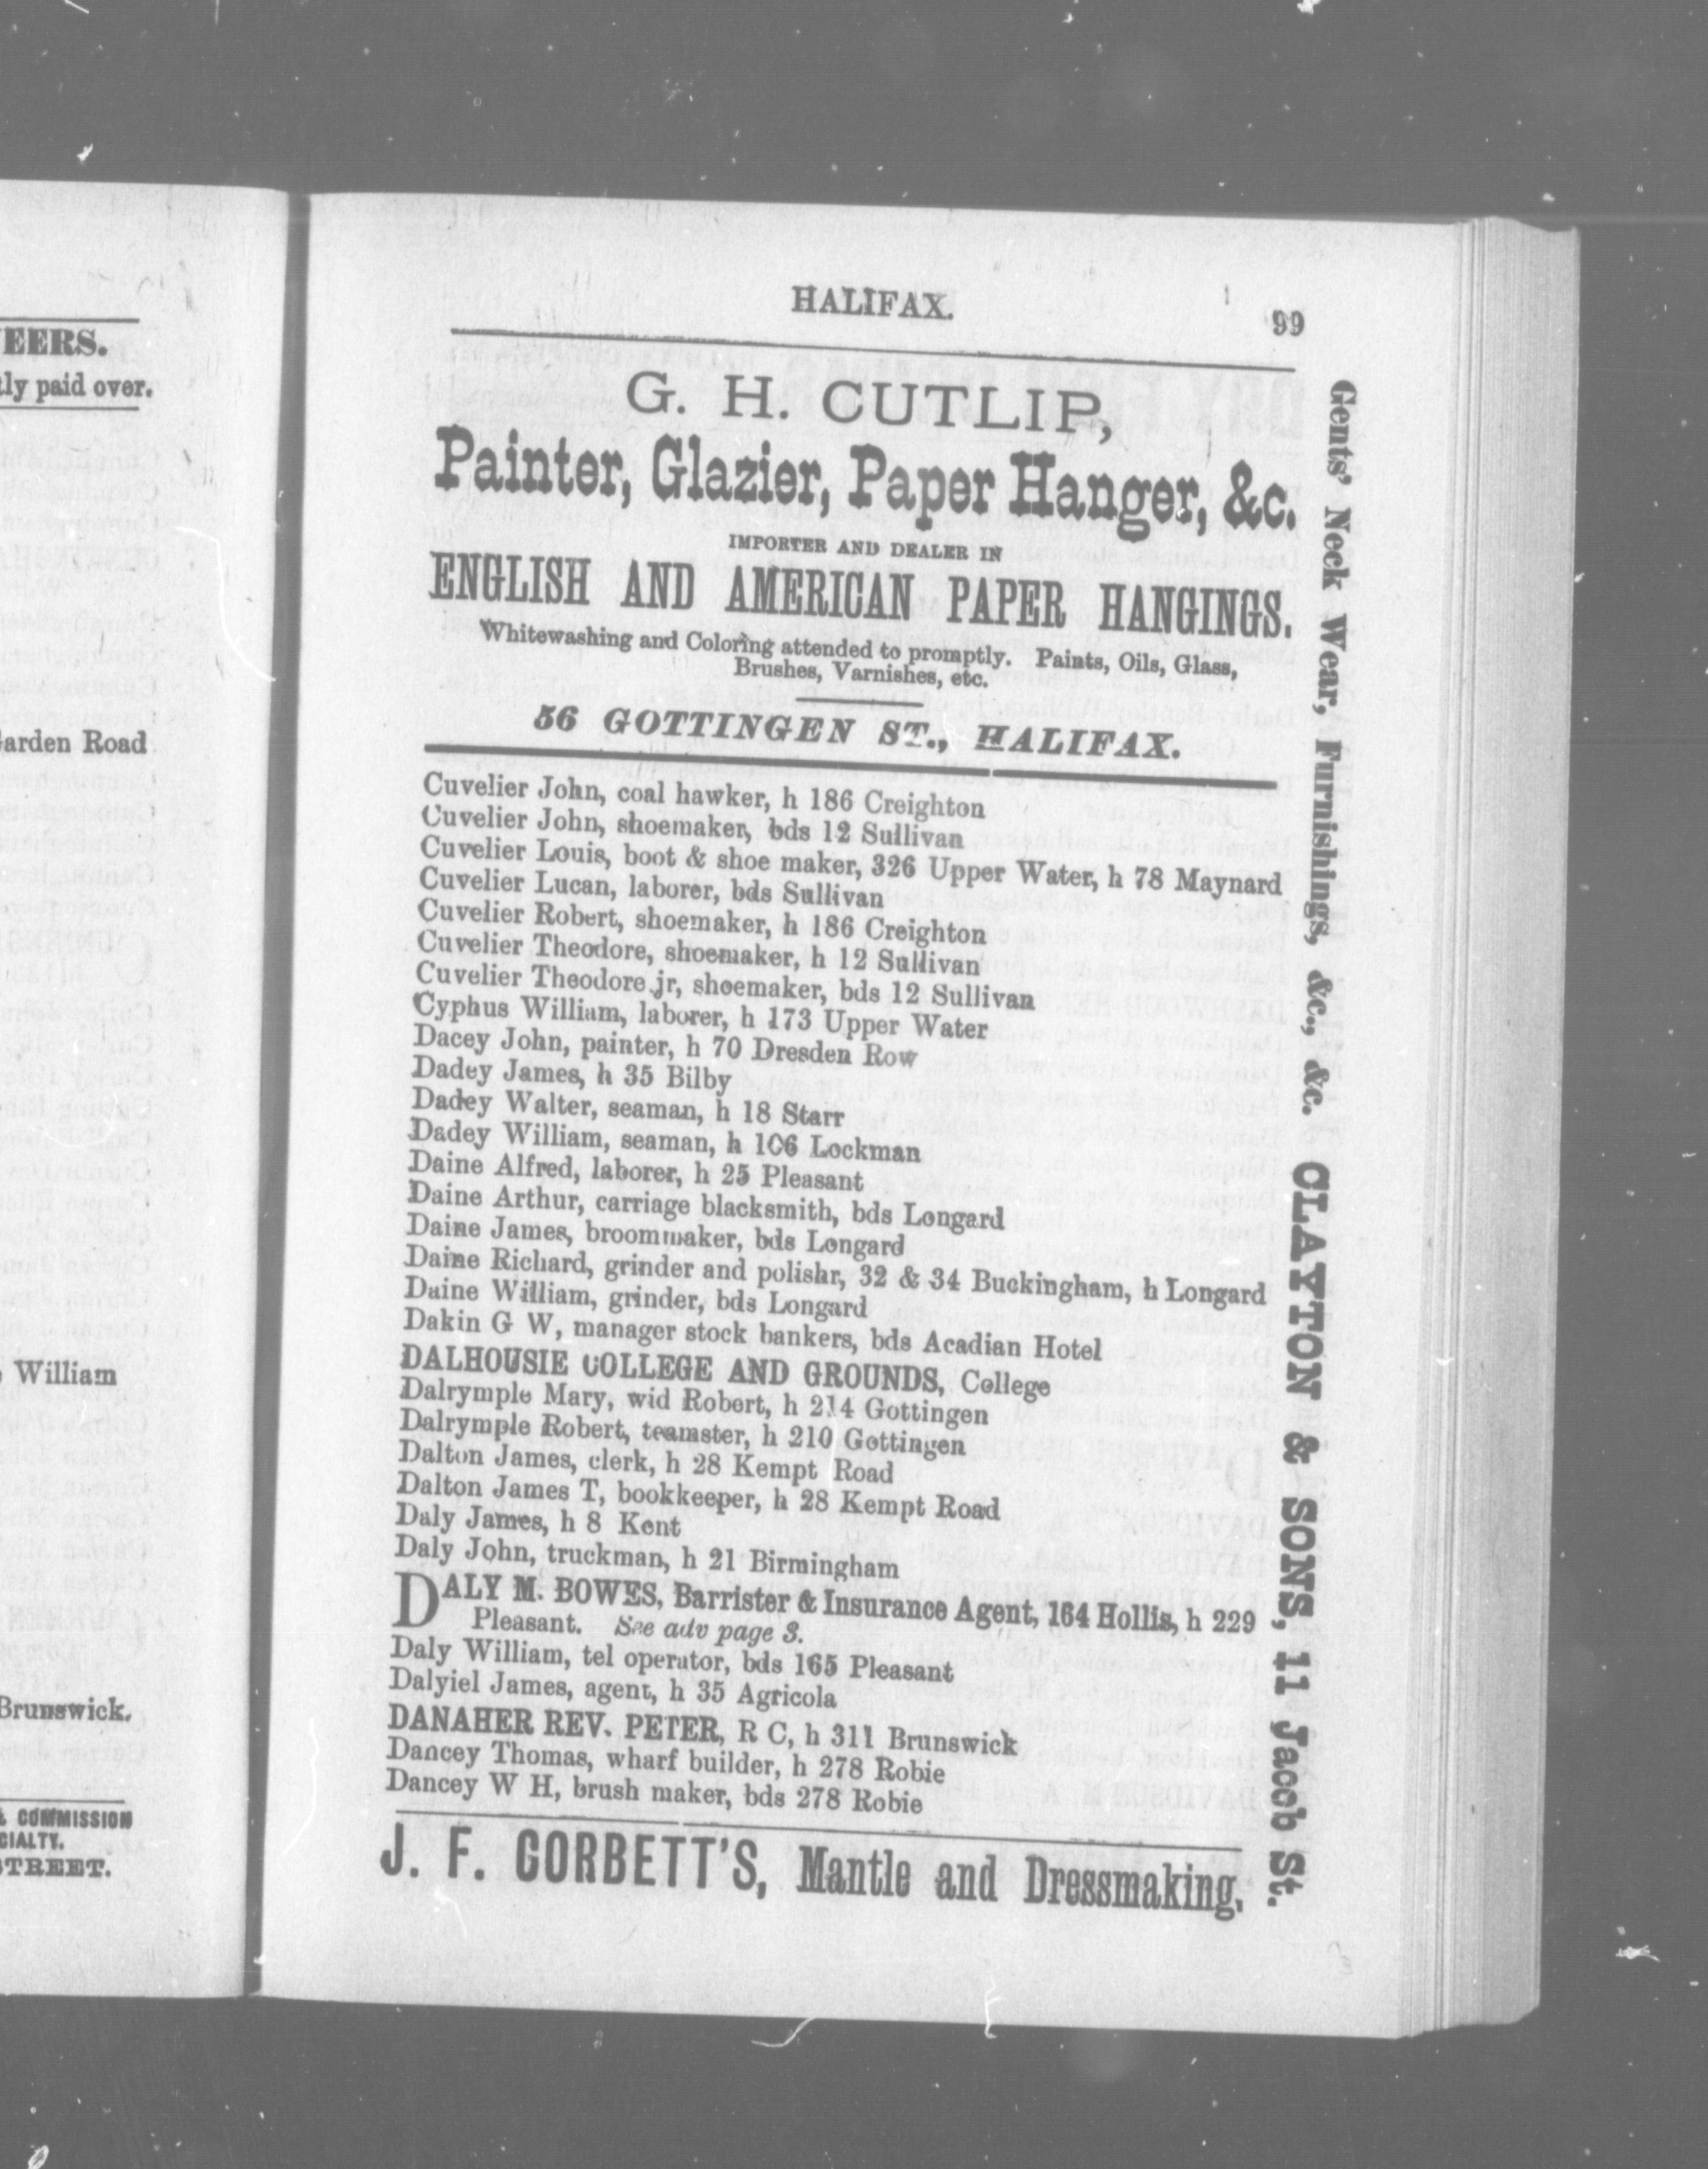 EERS.
tly paid over.
arden Road
William
Brunswick.
COMMISSION
CIALTY.
STREET.
HALIFAX.
99
G. H. CUTLIP,
Painter, Glazier, Paper Hanger, &c.
IMPORTER AND DEALER IN
ENGLISH AND AMERICAN PAPER HANGINGS.
Whitewashing and Coloring attended to promptly. Paints, Oils, Glass,
Brushes, Varnishes, etc.
56 GOTTINGEN ST., HALIFAX.
Cuvelier John, coal hawker, h 186 Creighton
Cuvelier John, shoemaker, bds 12 Sullivan
Cuvelier Louis, boot & shoe maker, 326 Upper Water, h 78 Maynard
Cuvelier Lucan, laborer, bds Sullivan
Cuvelier Robert, shoemaker, h 186 Creighton
Cuvelier Theodore, shoemaker, h 12 Sullivan
Cuvelier Theodore jr, shoemaker, bds 12 Sullivan
Cyphus William, laborer, h 173 Upper Water
Dacey John, painter, h 70 Dresden Row
Dadey James, h 35 Bilby
Dadey Walter, seaman, h 18 Starr
Dadey William, seaman, h 106 Lockman
Daine Alfred, laborer, h 25 Pleasant
Daine Arthur, carriage blacksmith, bds Longard
Daine James, broommaker, bds Longard
Daine Richard, grinder and polishr, 32 & 34 Buckingham, h Longard
Daine William, grinder, bds Longard
Dakin G W, manager stock bankers, bds Acadian Hotel
DALHOUSIE COLLEGE AND GROUNDS, College
Dalrymple Mary, wid Robert, h 214 Gottingen
Dalrymple Robert, teamster, h 210 Gottingen
Dalton James, clerk, h 28 Kempt Road
Dalton James T, bookkeeper, h 28 Kempt Road
Daly James, h 8 Kent
Daly John, truckman, h 21 Birmingham
DALY M. BOWES, Barrister & Insurance Agent, 164 Hollis, h 229
Pleasant. See adv page 3.
Daly William, tel operator, bds 165 Pleasant
Dalyiel James, agent, h 35 Agricola
DANAHER REV. PETER, R C, h 311 Brunswick
Dancey Thomas, wharf builder, h 278 Robie
Dancey W H, brush maker, bds 278 Robie
J. F. CORBETT'S, Mantle and Dressmaking.
Gents' Neck Wear, Furnishings, &c., &c. CLAYTON & SONS, 11 Jacob St.